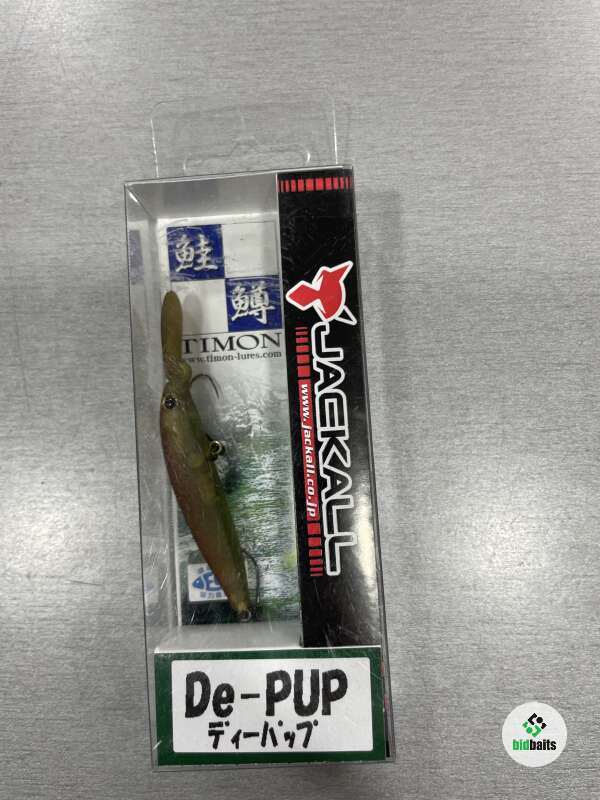 鮭
鱒
TIMON
www.timon-lures.com
JACKALL
www.jackall.co.jp
De-PUP
ディーパップ
bidbaits